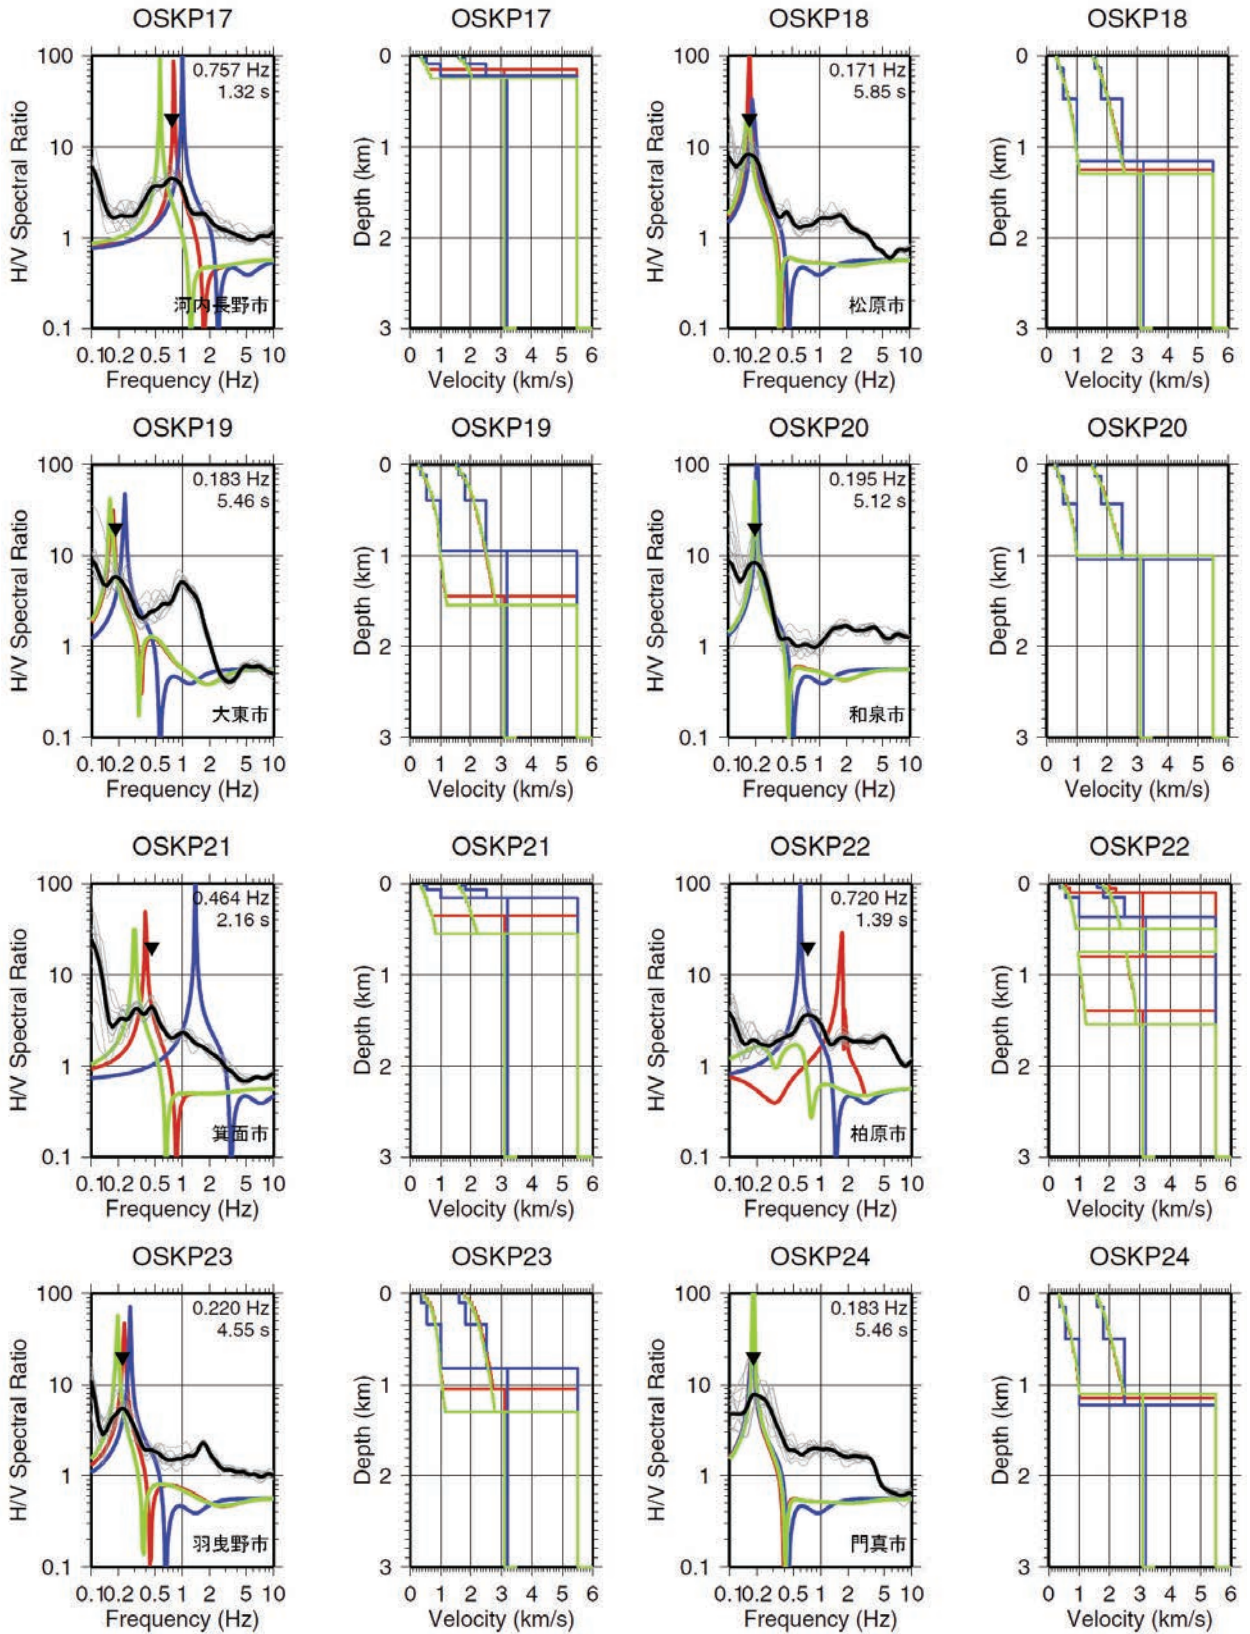 OSKP17
OSKP17
OSKP18
OSKP18
H/V Spectral Ratio
100
10
1
0.1
0.757 Hz
1.32 s
河内長野市
0.1 0.2 0.5 1 2 5 10
Frequency (Hz)
Depth (km)
0
1
2
3
0 1 2 3 4 5 6
Velocity (km/s)
H/V Spectral Ratio
100
10
1
0.1
0.171 Hz
5.85 s
松原市
0.1 0.2 0.5 1 2 5 10
Frequency (Hz)
Depth (km)
0
1
2
3
0 1 2 3 4 5 6
Velocity (km/s)
OSKP19
OSKP19
OSKP20
OSKP20
H/V Spectral Ratio
100
10
1
0.1
0.183 Hz
5.46 s
大東市
0.1 0.2 0.5 1 2 5 10
Frequency (Hz)
Depth (km)
0
1
2
3
0 1 2 3 4 5 6
Velocity (km/s)
H/V Spectral Ratio
100
10
1
0.1
0.195 Hz
5.12 s
和泉市
0.1 0.2 0.5 1 2 5 10
Frequency (Hz)
Depth (km)
0
1
2
3
0 1 2 3 4 5 6
Velocity (km/s)
OSKP21
OSKP21
OSKP22
OSKP22
H/V Spectral Ratio
100
10
1
0.1
0.464 Hz
2.16 s
箕面市
0.1 0.2 0.5 1 2 5 10
Frequency (Hz)
Depth (km)
0
1
2
3
0 1 2 3 4 5 6
Velocity (km/s)
H/V Spectral Ratio
100
10
1
0.1
0.720 Hz
1.39 s
柏原市
0.1 0.2 0.5 1 2 5 10
Frequency (Hz)
Depth (km)
0
1
2
3
0 1 2 3 4 5 6
Velocity (km/s)
OSKP23
OSKP23
OSKP24
OSKP24
H/V Spectral Ratio
100
10
1
0.1
0.220 Hz
4.55 s
羽曳野市
0.1 0.2 0.5 1 2 5 10
Frequency (Hz)
Depth (km)
0
1
2
3
0 1 2 3 4 5 6
Velocity (km/s)
H/V Spectral Ratio
100
10
1
0.1
0.183 Hz
5.46 s
門真市
0.1 0.2 0.5 1 2 5 10
Frequency (Hz)
Depth (km)
0
1
2
3
0 1 2 3 4 5 6
Velocity (km/s)